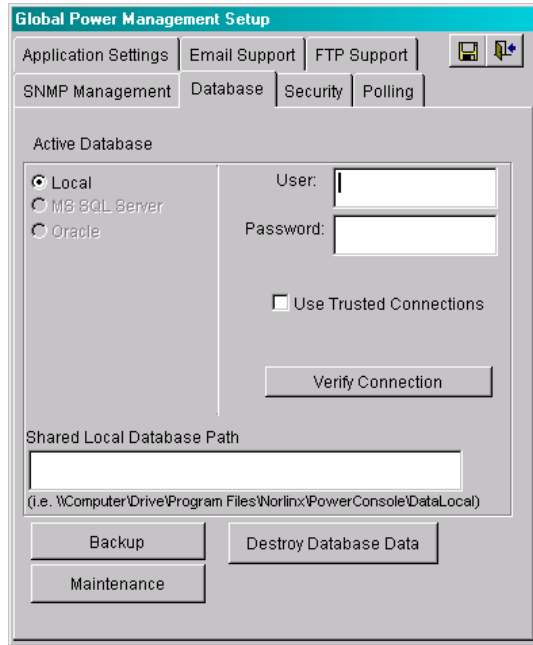 Global Power Management Setup
Application Settings Email Support FTP Support
SNMP Management Database Security Polling
Active Database
Local
MS SQL Server
Oracle
User:
Password:
Use Trusted Connections
Verify Connection
Shared Local Database Path
(i.e. \\Computer\Drive\Program Files\Norlinx\PowerConsole\DataLocal)
Backup
Destroy Database Data
Maintenance